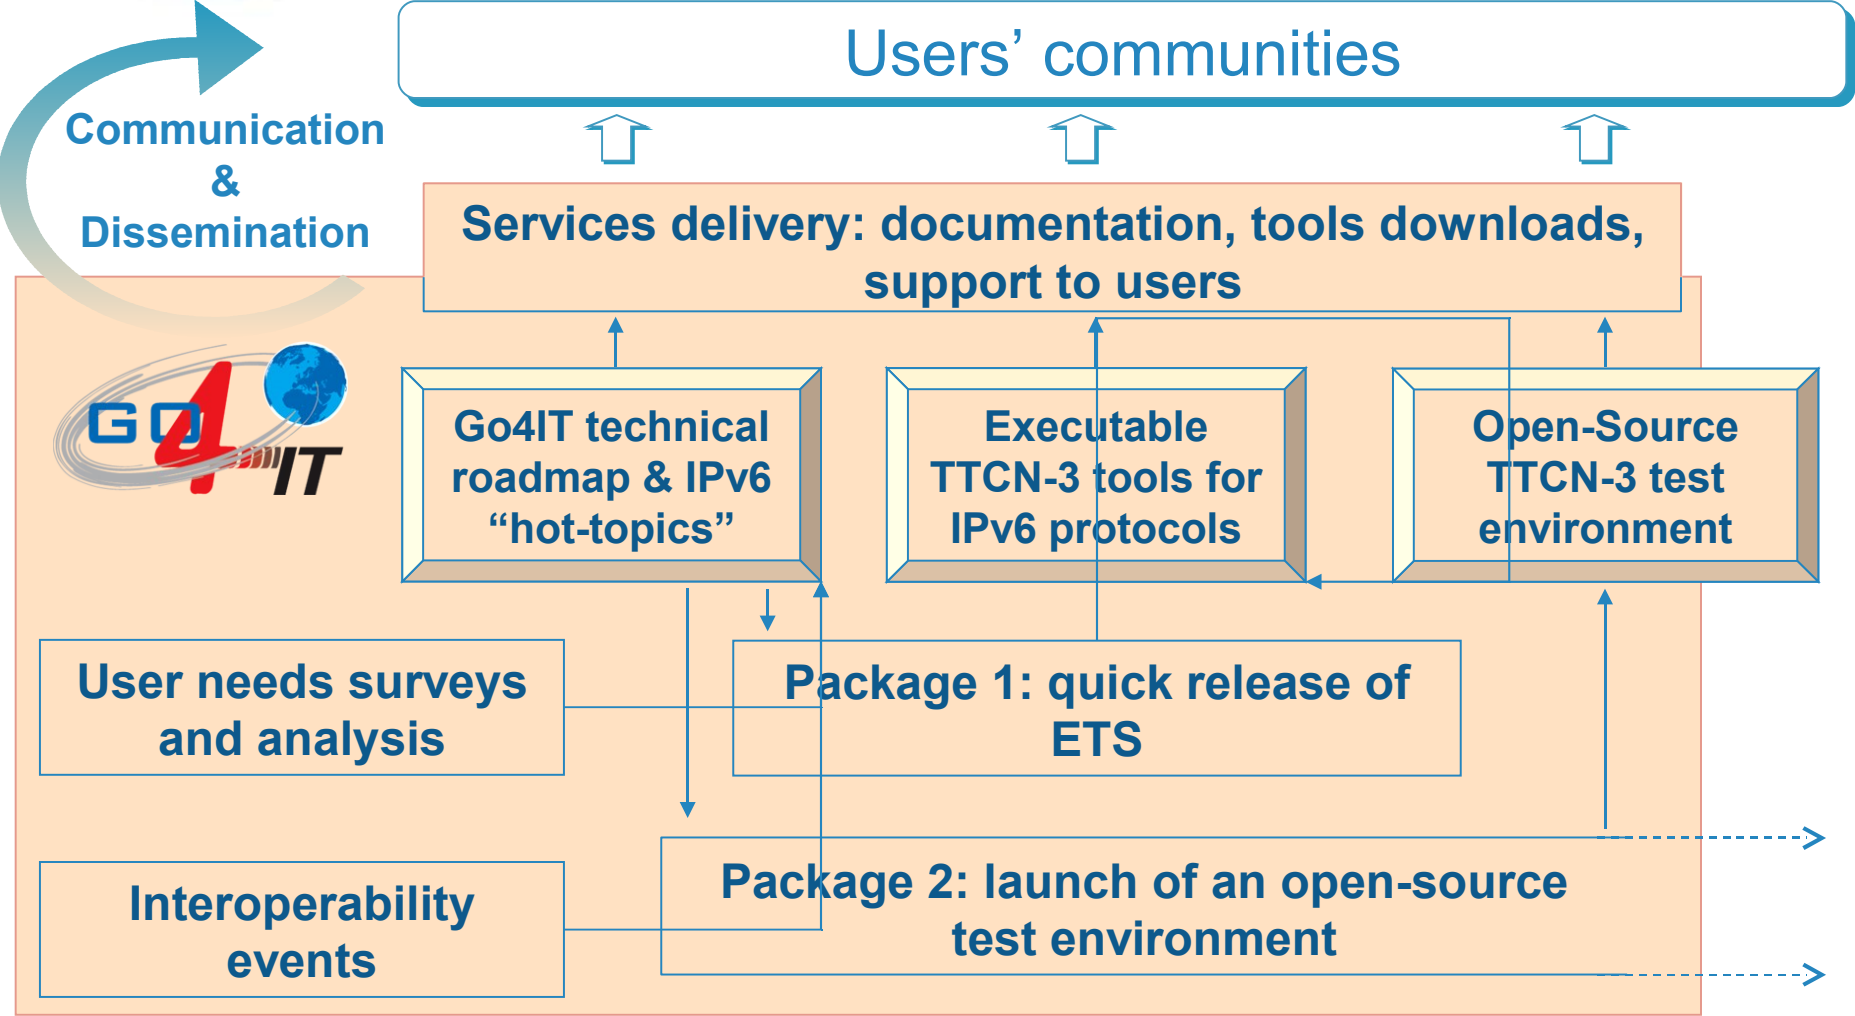 Users’ communities
Communication
&
Dissemination
Services delivery: documentation, tools downloads,
support to users
GO4IT
Go4IT technical
roadmap & IPv6
“hot-topics”
Executable
TTCN-3 tools for
IPv6 protocols
Open-Source
TTCN-3 test
environment
User needs surveys
and analysis
Package 1: quick release of
ETS
Interoperability
events
Package 2: launch of an open-source
test environment